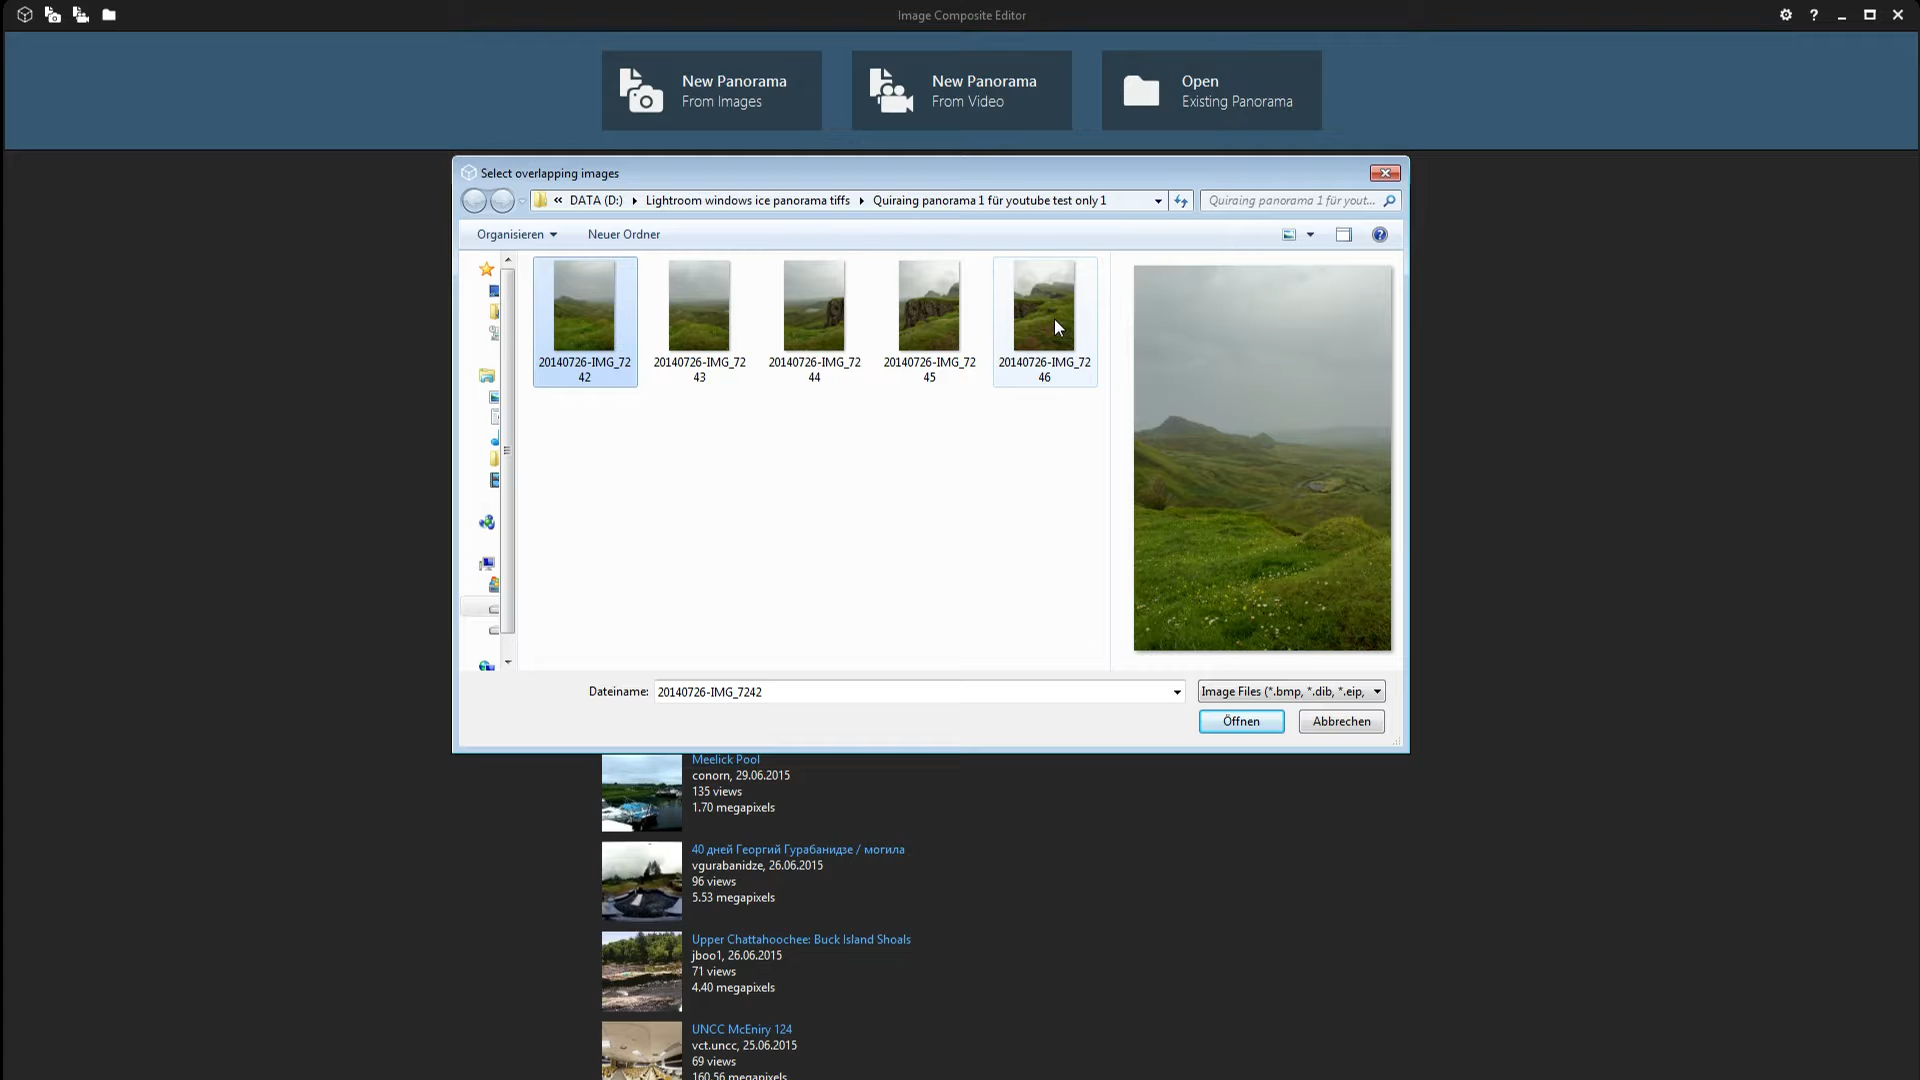 Image Composite Editor
?
New Panorama
From Images
New Panorama
From Video
Open
Existing Panorama
Select overlapping images
« DATA (D:) Lightroom windows ice panorama tiffs Quiraing panorama 1 für youtube test only 1
Quiraing panorama 1 für yout...
Organisieren
Neuer Ordner
?
20140726-IMG_72
42
20140726-IMG_72
43
20140726-IMG_72
44
20140726-IMG_72
45
20140726-IMG_72
46
Dateiname:
20140726-IMG_7242
Image Files (*.bmp, *.dib, *.eip,
Öffnen
Abbrechen
Meelick Pool
conorn, 29.06.2015
135 views
1.70 megapixels
40 дней Георгий Гурабанидзе / могила
vgurabanidze, 26.06.2015
96 views
5.53 megapixels
Upper Chattahoochee: Buck Island Shoals
jboo1, 26.06.2015
71 views
4.40 megapixels
UNCC McEniry 124
vct.uncc, 25.06.2015
69 views
160.56 megapixels